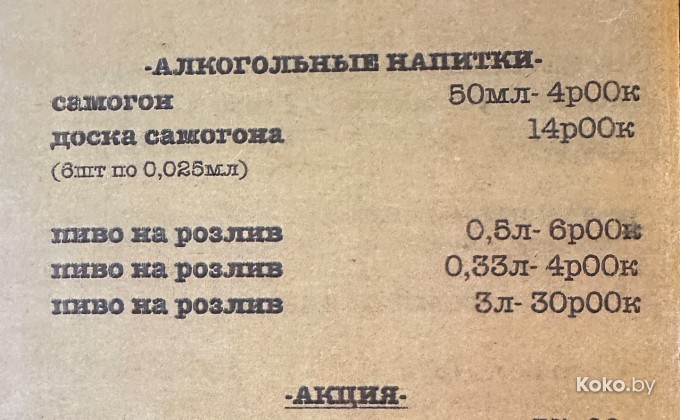 -АЛКОГОЛЬНЫЕ НАПИТКИ-
самогон 50мл- 4р00к
доска самогона 14р00к
(6шт по 0,025мл)
пиво на розлив 0,5л- 6р00к
пиво на розлив 0,33л- 4р00к
пиво на розлив 3л- 30р00к
-АКЦИЯ-
Koko.by